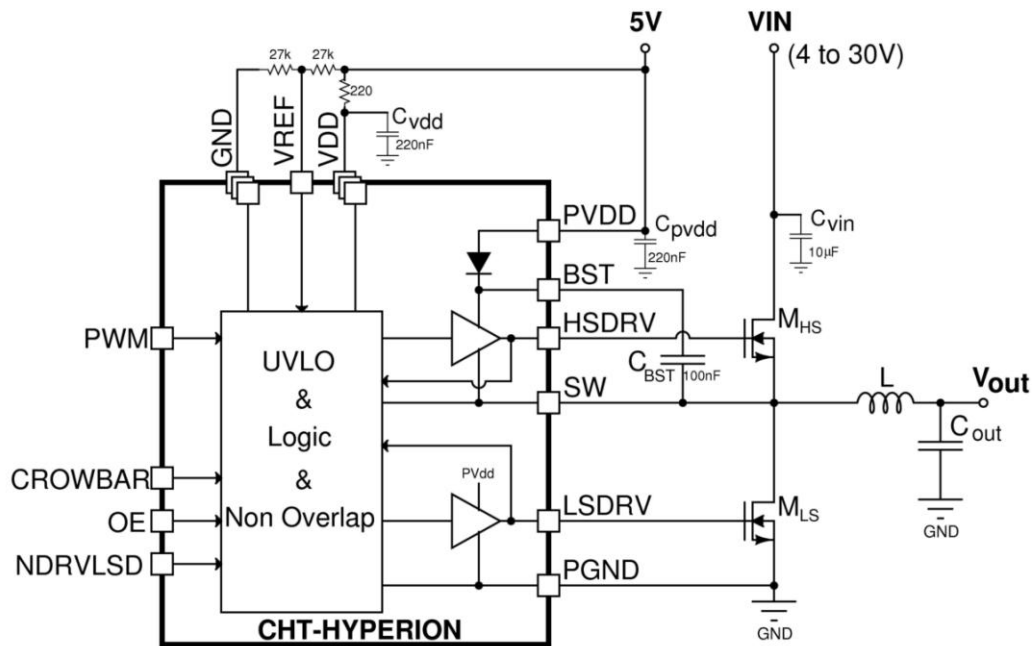 5V
VIN
(4 to 30V)
27k
27k
220
GND
VREF
VDD
Cvdd
220nF
PVDD
Cpvdd
220nF
Cvin
10µF
BST
HSDRV
MHS
PWM
UVLO
&
Logic
&
Non Overlap
CBST
100nF
SW
L
Vout
Cout
GND
CROWBAR
OE
NDRVLSD
PVdd
LSDRV
MLS
PGND
GND
CHT-HYPERION